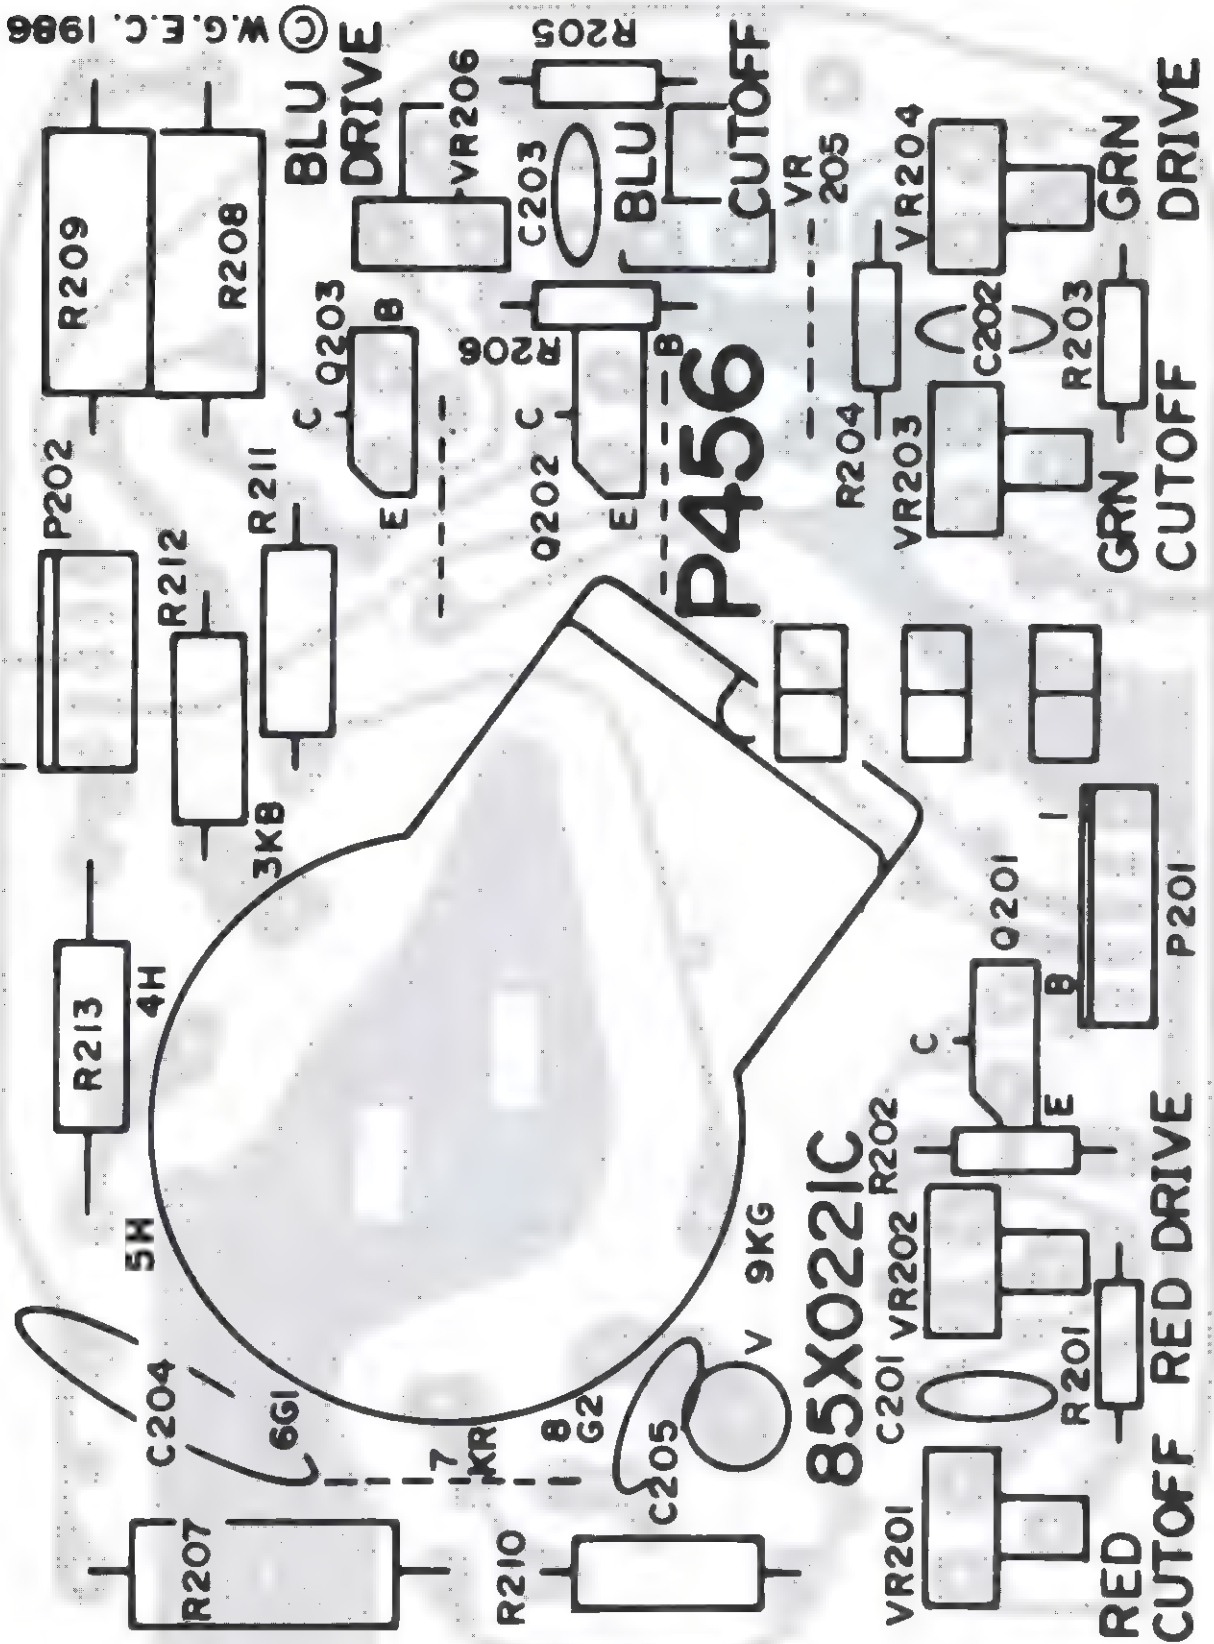 © W.G.E.C. 1986
R205
BLU
DRIVE
VR206
R209
R208
C203
BLU
CUTOFF
VR
205
VR204
GRN
DRIVE
Q203
B
C
E
R206
Q202
C
B
E
P456
R204
C202
R203
VR203
GRN
CUTOFF
P202
R211
R212
3KB
1
R213
4H
5H
1
Q201
C
B
E
P201
R202
85X0221C
9KG
V
VR202
RED DRIVE
C204
6G1
7
KR
8
G2
C205
C201
R201
R207
R210
VR201
RED
CUTOFF